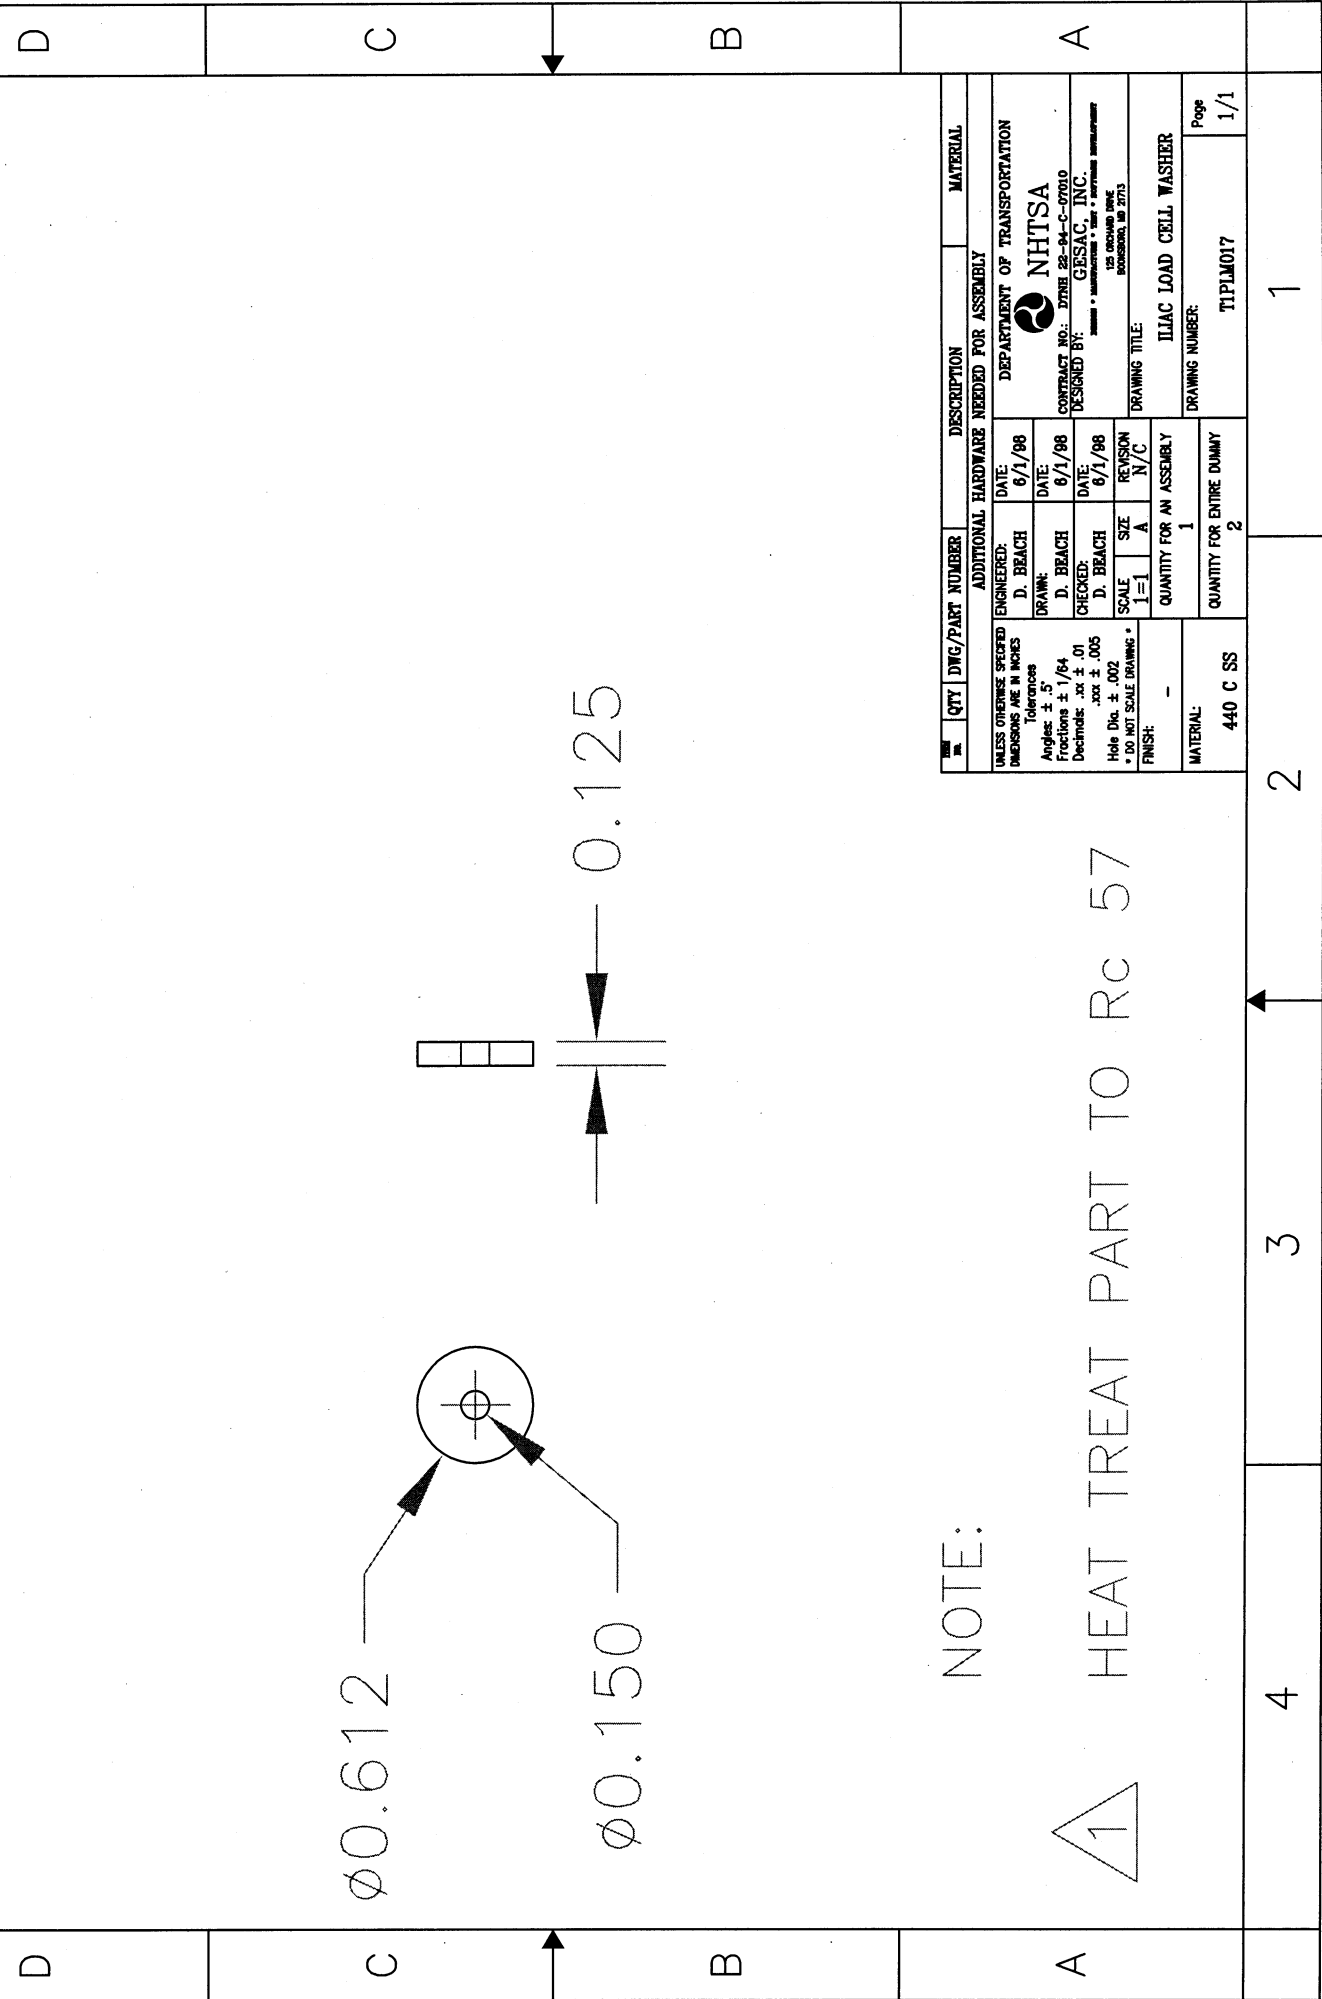 D
C
B
A
ø0.612
ø0.150
0.125
NOTE:
1
HEAT TREAT PART TO Rc 57
QTY DWG/PART NUMBER DESCRIPTION MATERIAL
ADDITIONAL HARDWARE NEEDED FOR ASSEMBLY
UNLESS OTHERWISE SPECIFIED
DIMENSIONS ARE IN INCHES
Tolerances
Angles: ± .5°
Fractions ± 1/64
Decimals: .xx ± .01
.xxx ± .005
Hole Dia. ± .002
* DO NOT SCALE DRAWING *
FINISH:
–
MATERIAL:
440 C SS
ENGINEERED:
D. BEACH
DATE:
6/1/98
DRAWN:
D. BEACH
DATE:
6/1/98
CHECKED:
D. BEACH
DATE:
6/1/98
SCALE
1=1
SIZE
A
REVISION
N/C
QUANTITY FOR AN ASSEMBLY
1
QUANTITY FOR ENTIRE DUMMY
2
DEPARTMENT OF TRANSPORTATION
NHTSA
CONTRACT NO.: DTNH 22-94-C-07010
DESIGNED BY: GESAC, INC.
125 ORCHARD DRIVE
BOONSBORO, MD 21713
DRAWING TITLE:
ILIAC LOAD CELL WASHER
DRAWING NUMBER:
T1PLM017
Page
1/1
D
C
B
A
4
3
2
1